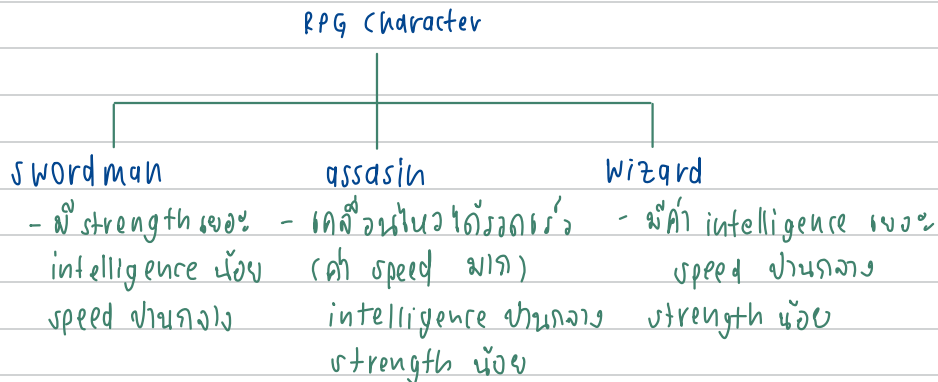 RPG Character
swordman
- มี strength เยอะ
intelligence น้อย
speed ปานกลาง
assasin
- เคลื่อนไหวได้รวดเร็ว
(ค่า speed มาก)
intelligence ปานกลาง
strength น้อย
Wizard
- มีค่า intelligence เยอะ
speed ปานกลาง
strength น้อย